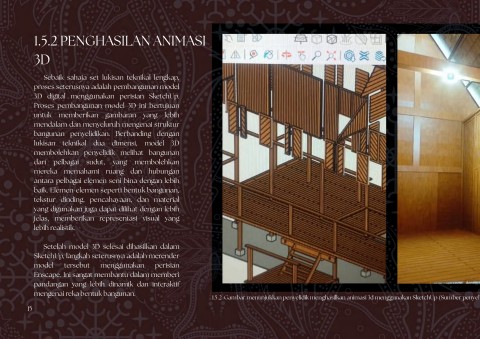 1.5.2 PENGHASILAN ANIMASI
3D
Sebaik sahaja set lukisan teknikal lengkap,
proses seterusnya adalah pembangunan model
3D digital menggunakan perisian SketchUp.
Proses pembangunan model 3D ini bertujuan
untuk memberikan gambaran yang lebih
mendalam dan menyeluruh mengenai struktur
bangunan penyelidikan. Berbanding dengan
lukisan teknikal dua dimensi, model 3D
membolehkan penyelidik melihat bangunan
dari pelbagai sudut, yang membolehkan
mereka memahami ruang dan hubungan
antara pelbagai elemen seni bina dengan lebih
baik. Elemen-elemen seperti bentuk bangunan,
tekstur dinding, pencahayaan, dan material
yang digunakan juga dapat dilihat dengan lebih
jelas, memberikan representasi visual yang
lebih realistik.
Setelah model 3D selesai dihasilkan dalam
SketchUp, langkah seterusnya adalah merender
model tersebut menggunakan perisian
Enscape. Ini sangat membantu dalam memberi
pandangan yang lebih dinamik dan interaktif
mengenai reka bentuk bangunan.
1.5.2 Gambar menunjukkan penyelidik menghasilkan animasi 3d menggunakan SketchUp (Sumber penyel
15